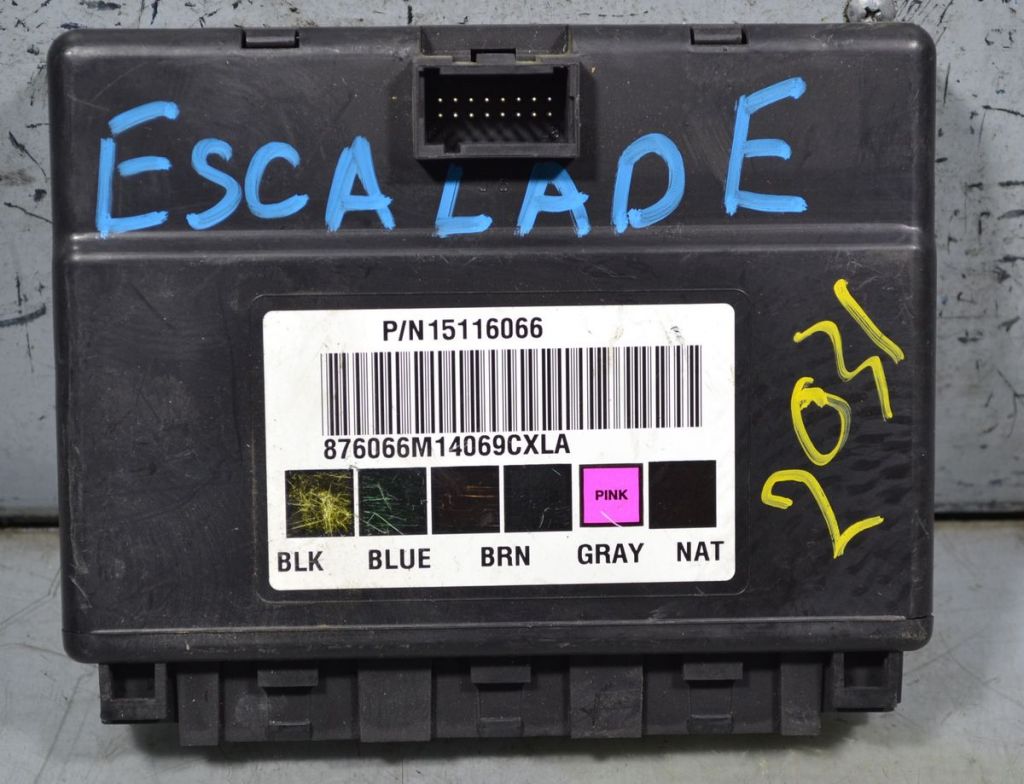 ESCALADE
P/N15116066
876066M14069CXLA
PINK
BLK BLUE BRN GRAY NAT
2031